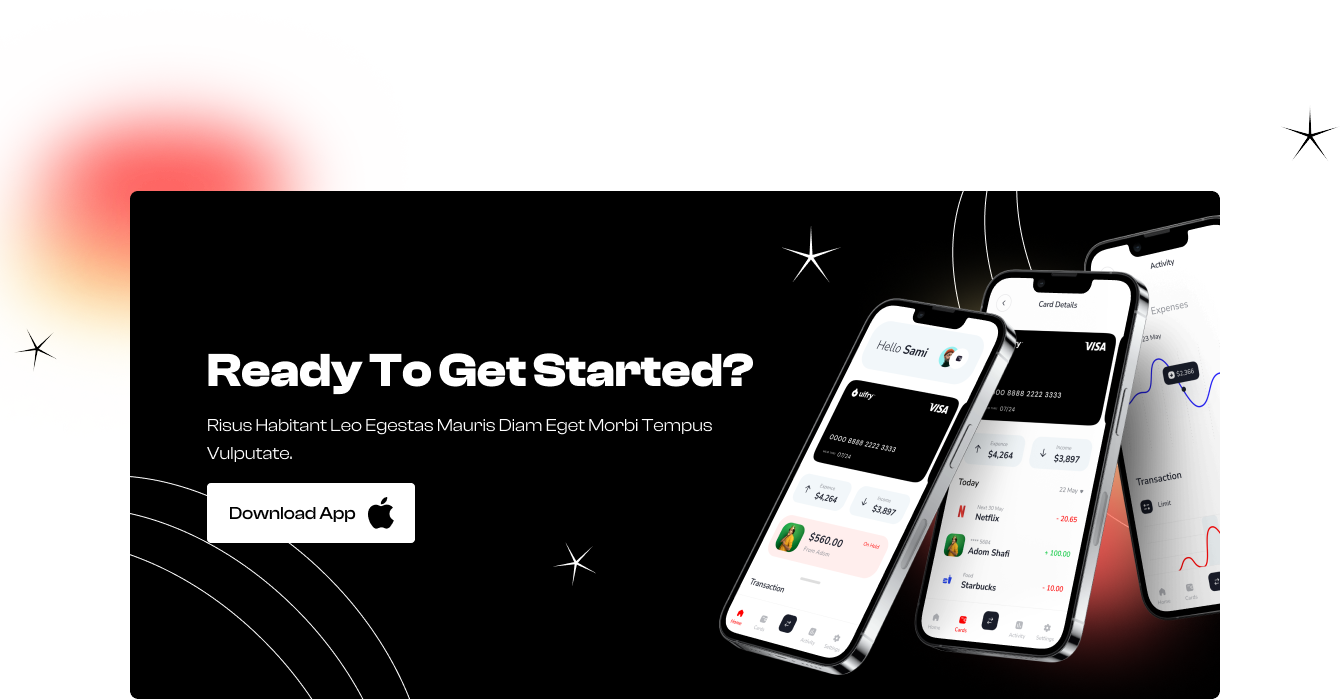 Ready To Get Started?
Risus Habitant Leo Egestas Mauris Diam Eget Morbi Tempus
Vulputate.
Download App
Hello Sami
uifry
VISA
0000 8888 2222 3333
07/24
Expense
$4,264
Income
$3,897
$560.00
From Adom
On Hold
Transaction
Home
Cards
Activity
Settings
Card Details
VISA
00 8888 2222 3333
07/24
Expense
$4,264
Income
$3,897
Today
22 May
Netflix
- 20.65
Adom Shafi
+ 100.00
Food
Starbucks
- 10.00
Home
Cards
Activity
Settings
Activity
Expenses
23 May
$2,366
Transaction
Limit
Home
Cards